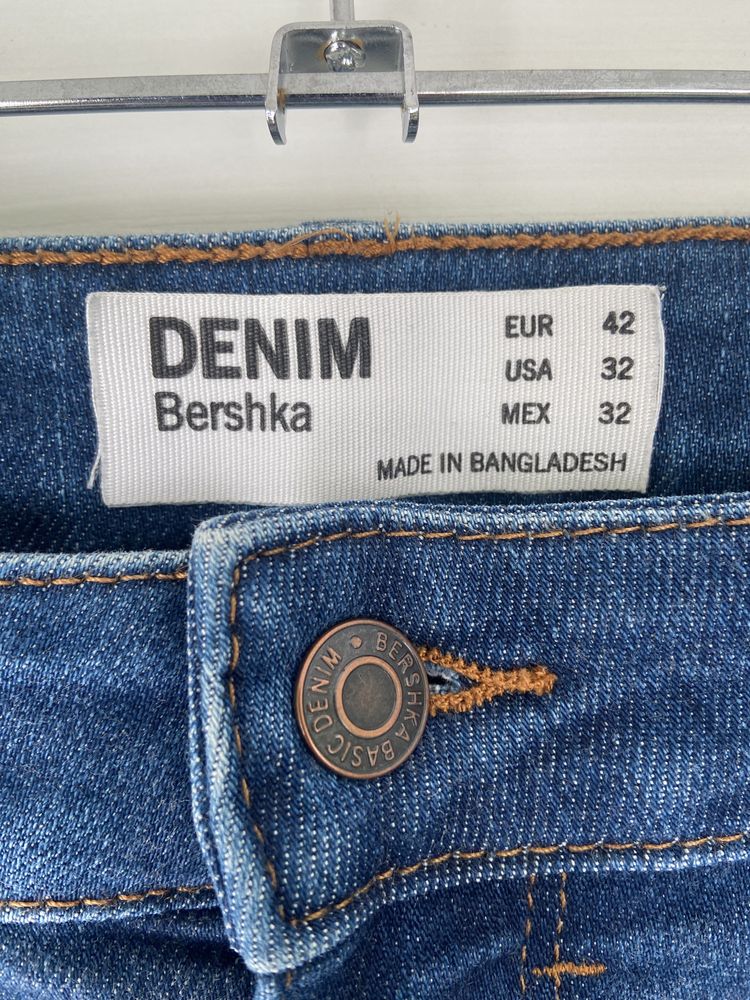 DENIM
Bershka
EUR 42
USA 32
MEX 32
MADE IN BANGLADESH
BERSHKA BASIC DENIM •